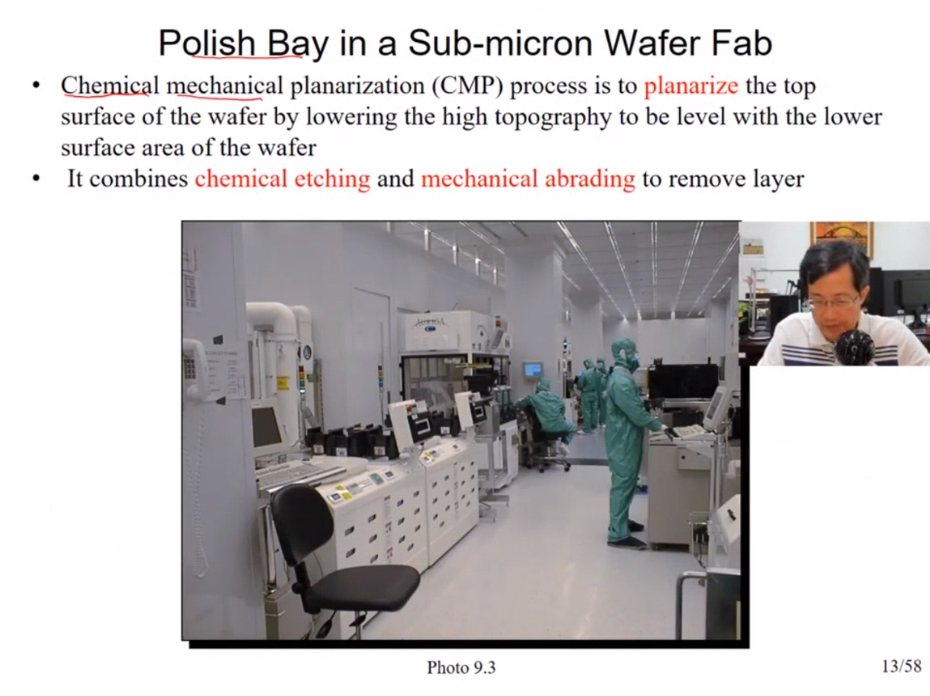 Polish Bay in a Sub-micron Wafer Fab
• Chemical mechanical planarization (CMP) process is to planarize the top
surface of the wafer by lowering the high topography to be level with the lower
surface area of the wafer
• It combines chemical etching and mechanical abrading to remove layer
Photo 9.3
13/58